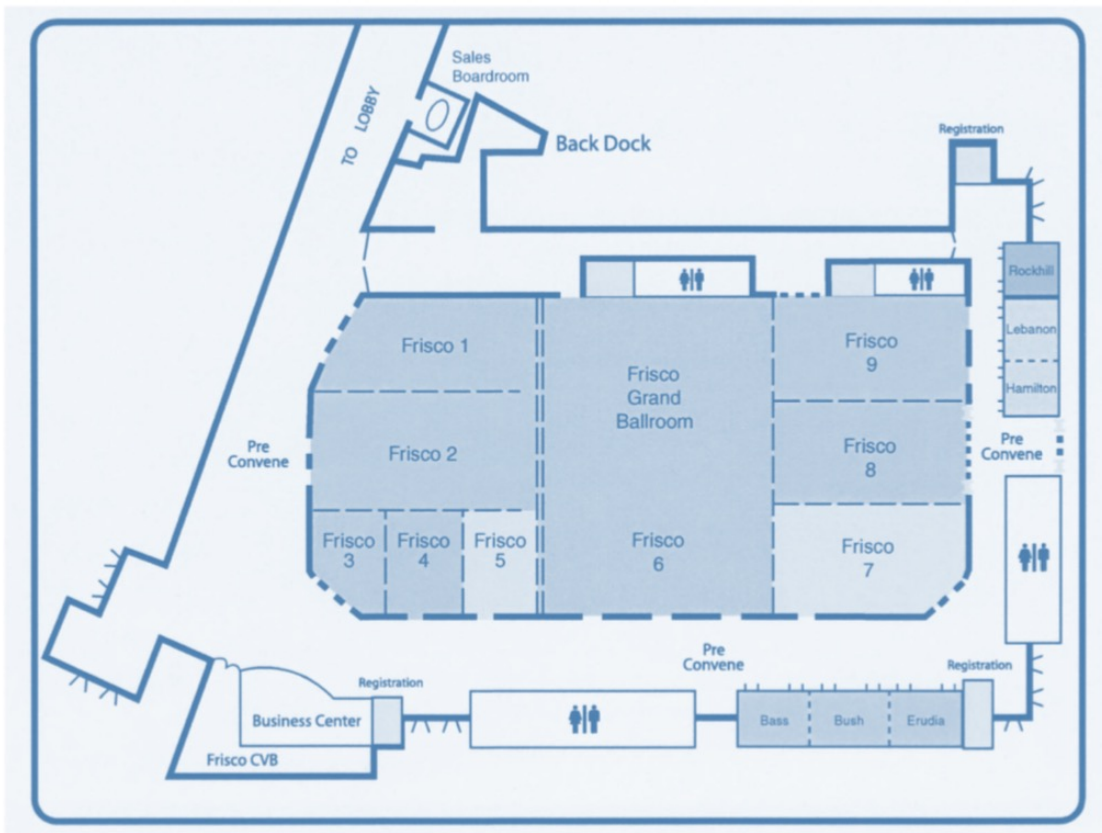 Sales
Boardroom
TO LOBBY
Back Dock
Registration
Rockhill
Frisco 1
Frisco
Grand
Ballroom
Frisco
9
Lebanon
Hamilton
Pre
Convene
Frisco 2
Frisco
8
Pre
Convene
Frisco
3
Frisco
4
Frisco
5
Frisco
6
Frisco
7
Pre
Convene
Registration
Registration
Business Center
Bass
Bush
Erudia
Frisco CVB